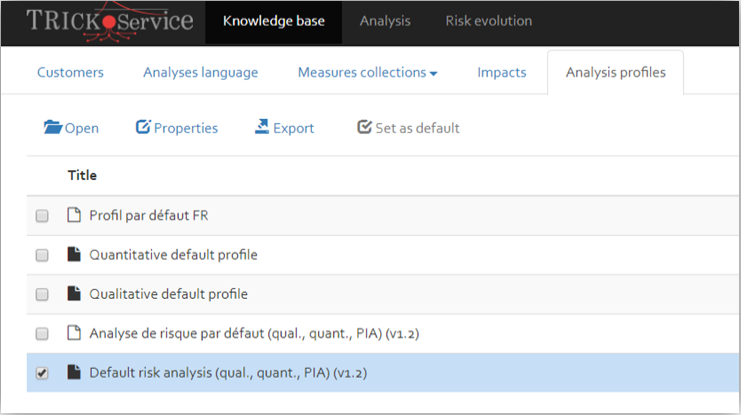 TRICK Service Knowledge base Analysis Risk evolution
Customers Analyses language Measures collections Impacts Analysis profiles
Open Properties Export Set as default
Title
Profil par défaut FR
Quantitative default profile
Qualitative default profile
Analyse de risque par défaut (qual., quant., PIA) (v1.2)
Default risk analysis (qual., quant., PIA) (v1.2)